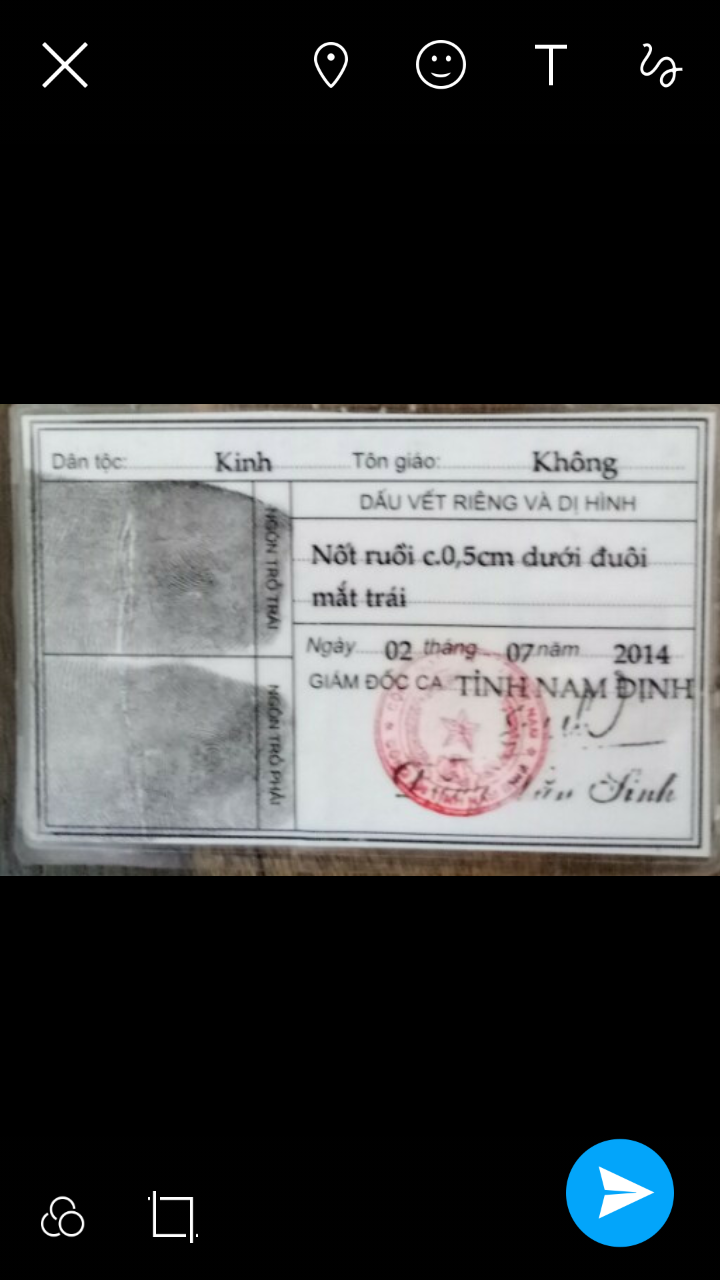 T
Dân tộc: Kinh Tôn giáo: Không
DẤU VẾT RIÊNG VÀ DỊ HÌNH
Nốt ruồi c.0,5cm dưới đuôi
mắt trái
NGÓN TRỎ TRÁI
Ngày 02 tháng 07 năm 2014
GIÁM ĐỐC CA TỈNH NAM ĐỊNH
NGÓN TRỎ PHẢI
Văn Sinh